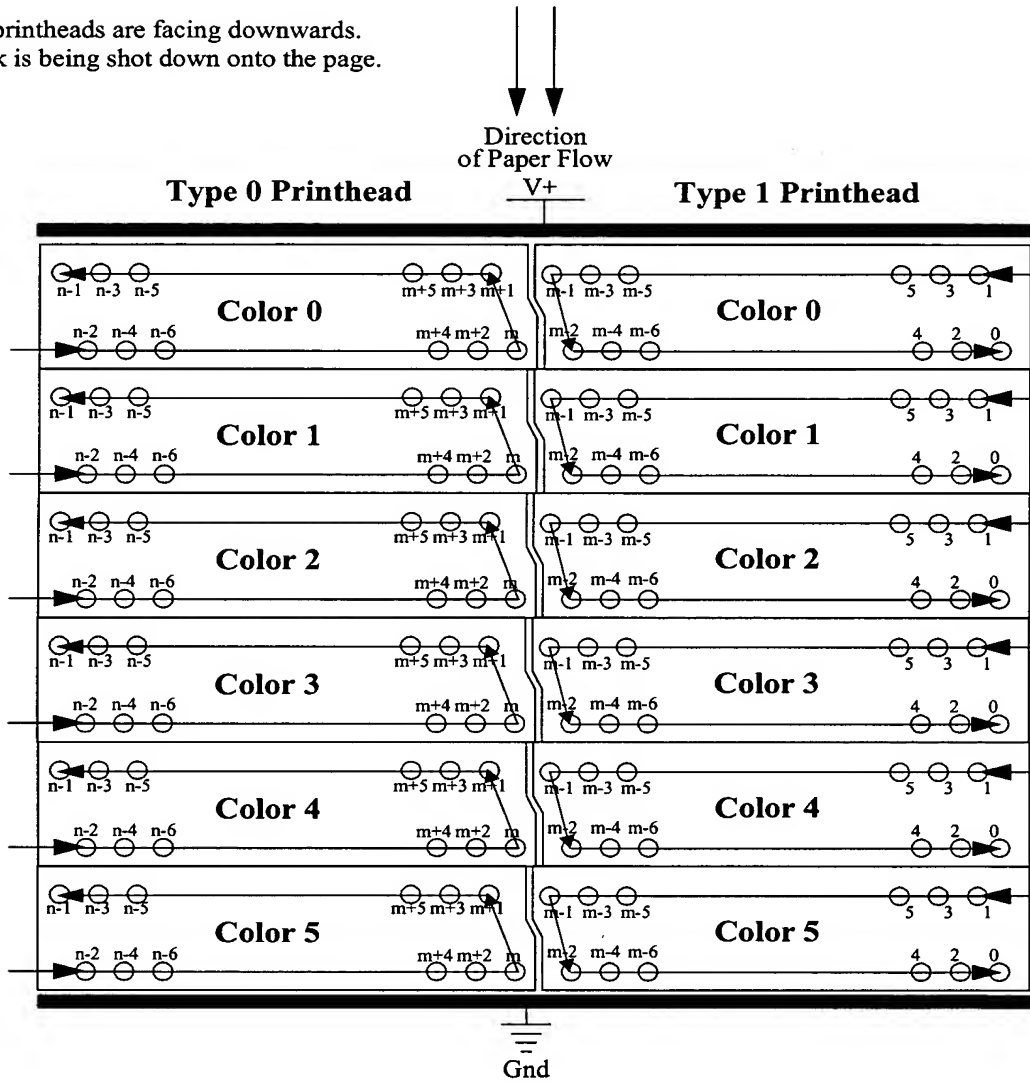 printheads are facing downwards.
k is being shot down onto the page.
Direction
of Paper Flow
V+
Type 0 Printhead
Type 1 Printhead
n-1 n-3 n-5 m+5 m+3 m+1 m-1 m-3 m-5 5 3 1
Color 0 Color 0
n-2 n-4 n-6 m+4 m+2 m m-2 m-4 m-6 4 2 0
n-1 n-3 n-5 m+5 m+3 m+1 m-1 m-3 m-5 5 3 1
Color 1 Color 1
n-2 n-4 n-6 m+4 m+2 m m-2 m-4 m-6 4 2 0
n-1 n-3 n-5 m+5 m+3 m+1 m-1 m-3 m-5 5 3 1
Color 2 Color 2
n-2 n-4 n-6 m+4 m+2 m m-2 m-4 m-6 4 2 0
n-1 n-3 n-5 m+5 m+3 m+1 m-1 m-3 m-5 5 3 1
Color 3 Color 3
n-2 n-4 n-6 m+4 m+2 m m-2 m-4 m-6 4 2 0
n-1 n-3 n-5 m+5 m+3 m+1 m-1 m-3 m-5 5 3 1
Color 4 Color 4
n-2 n-4 n-6 m+4 m+2 m m-2 m-4 m-6 4 2 0
n-1 n-3 n-5 m+5 m+3 m+1 m-1 m-3 m-5 5 3 1
Color 5 Color 5
n-2 n-4 n-6 m+4 m+2 m m-2 m-4 m-6 4 2 0
Gnd